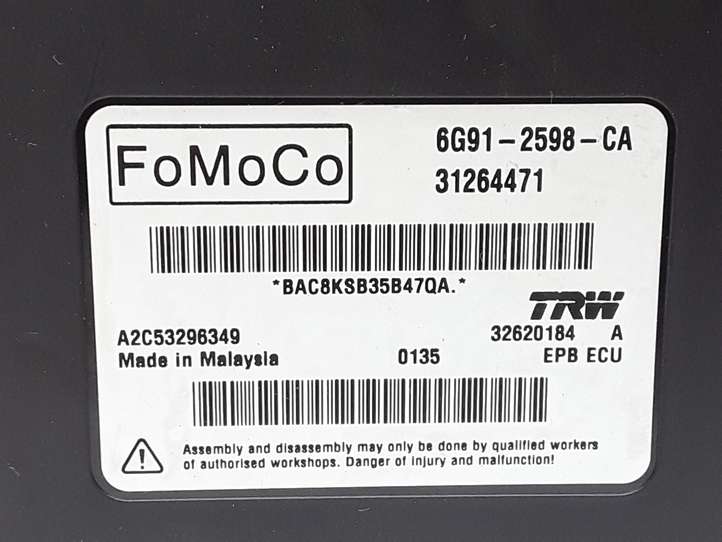 FoMoCo
6G91-2598-CA
31264471
*BAC8KSB35B47QA.*
TRW
A2C53296349
32620184 A
Made in Malaysia 0135 EPB ECU
Assembly and disassembly may only be done by qualified workers
of authorised workshops. Danger of injury and malfunction!